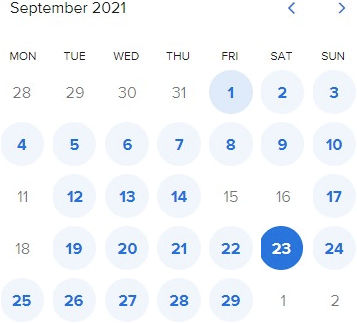 September 2021
MON TUE WED THU FRI SAT SUN
28 29 30 31 1 2 3
4 5 6 7 8 9 10
11 12 13 14 15 16 17
18 19 20 21 22 23 24
25 26 27 28 29 1 2